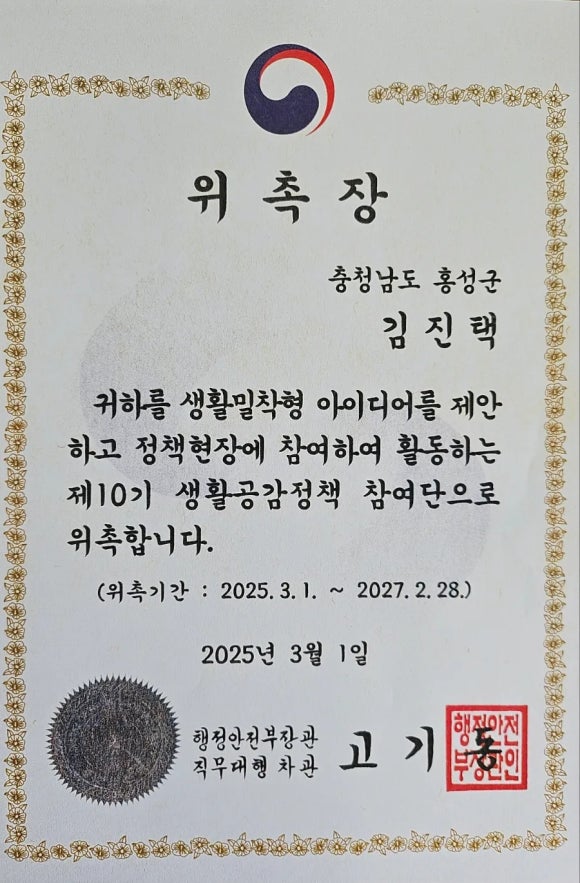 위 촉 장
충청남도 홍성군
김 진 택
귀하를 생활밀착형 아이디어를 제안
하고 정책현장에 참여하여 활동하는
제10기 생활공감정책 참여단으로
위촉합니다.
(위촉기간 : 2025. 3. 1. ~ 2027. 2. 28.)
2025년 3월 1일
행정안전부장관
직무대행 차관
고 기 동
행정안전
부장관인